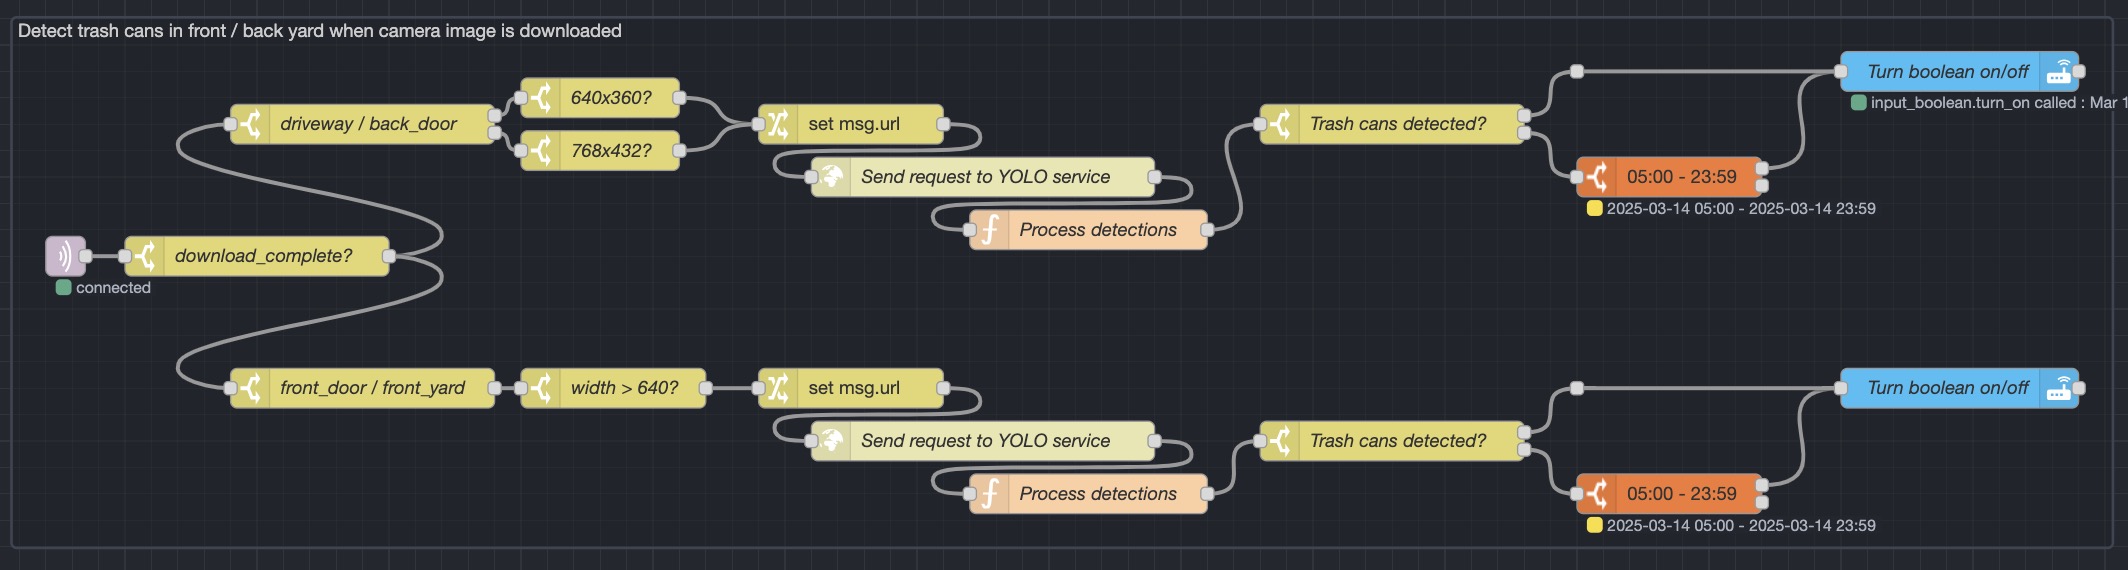 Detect trash cans in front / back yard when camera image is downloaded
Turn boolean on/off
input_boolean.turn_on called : Mar 1
640x360?
driveway / back_door
set msg.url
Trash cans detected?
768x432?
Send request to YOLO service
05:00 - 23:59
2025-03-14 05:00 - 2025-03-14 23:59
Process detections
download_complete?
connected
front_door / front_yard
width > 640?
set msg.url
Turn boolean on/off
Send request to YOLO service
Trash cans detected?
Process detections
05:00 - 23:59
2025-03-14 05:00 - 2025-03-14 23:59